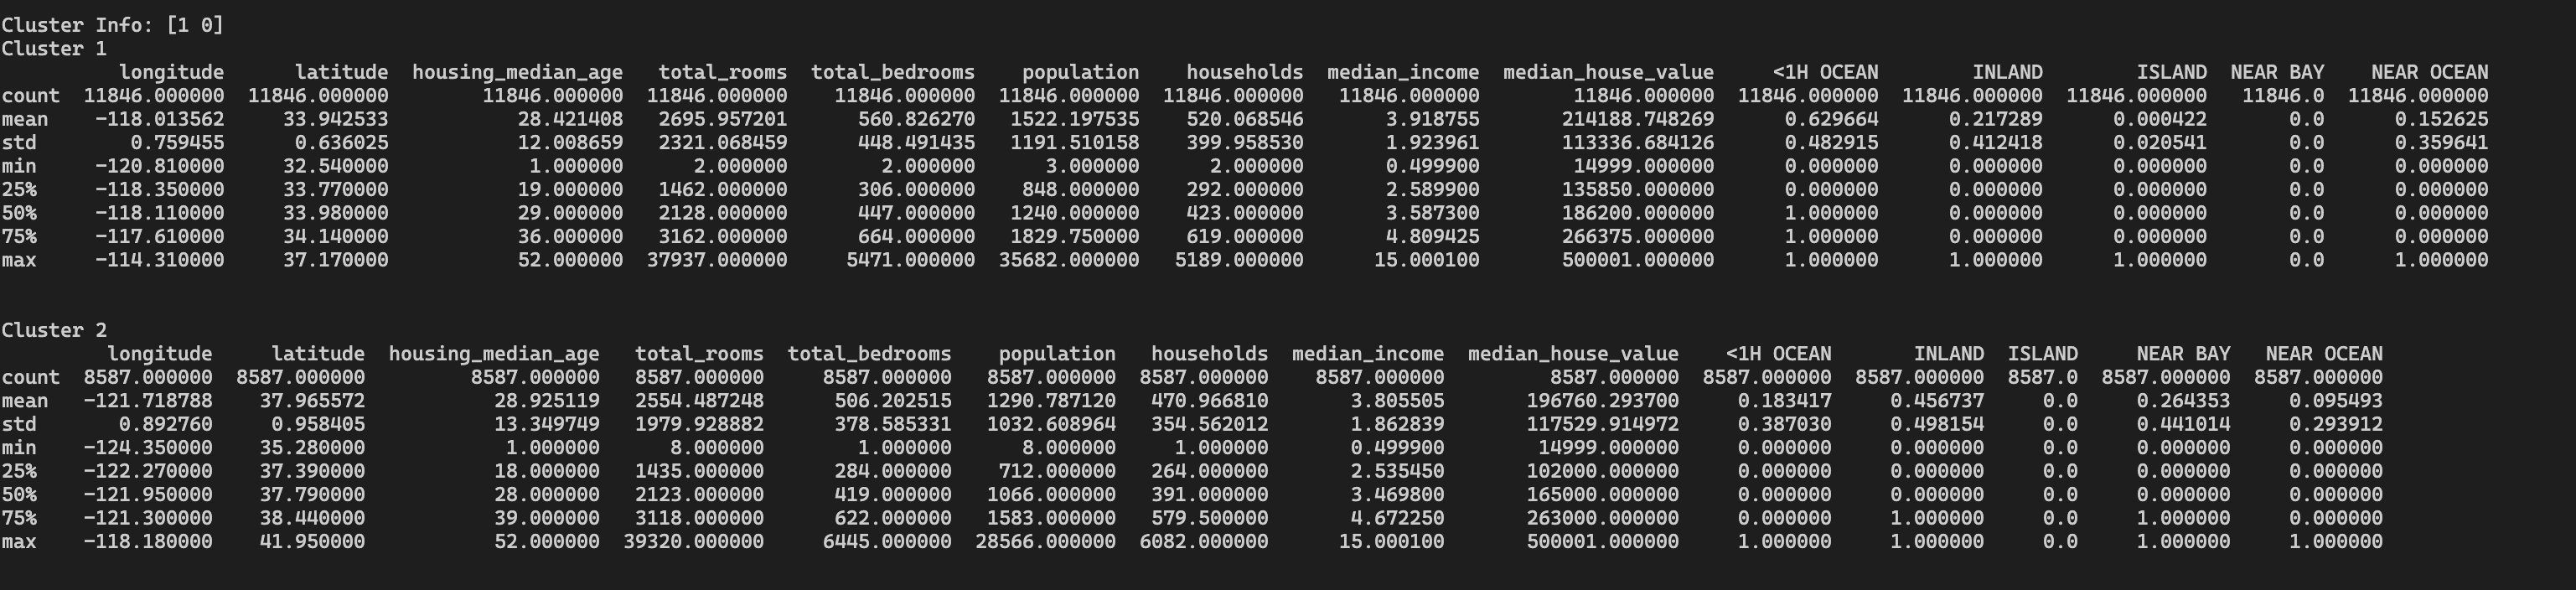 Cluster Info: [1 0]
Cluster 1
longitude latitude housing_median_age total_rooms total_bedrooms population households median_income median_house_value <1H OCEAN INLAND ISLAND NEAR BAY NEAR OCEAN
count 11846.000000 11846.000000 11846.000000 11846.000000 11846.000000 11846.000000 11846.000000 11846.000000 11846.000000 11846.000000 11846.000000 11846.000000 11846.0 11846.000000
mean -118.013562 33.942533 28.421408 2695.957201 560.826270 1522.197535 520.068546 3.918755 214188.748269 0.629664 0.217289 0.000422 0.0 0.152625
std 0.759455 0.636025 12.008659 2321.068459 448.491435 1191.510158 399.958530 1.923961 113336.684126 0.482915 0.412418 0.020541 0.0 0.359641
min -120.810000 32.540000 1.000000 2.000000 2.000000 3.000000 2.000000 0.499900 14999.000000 0.000000 0.000000 0.000000 0.0 0.000000
25% -118.350000 33.770000 19.000000 1462.000000 306.000000 848.000000 292.000000 2.589900 135850.000000 0.000000 0.000000 0.000000 0.0 0.000000
50% -118.110000 33.980000 29.000000 2128.000000 447.000000 1240.000000 423.000000 3.587300 186200.000000 1.000000 0.000000 0.000000 0.0 0.000000
75% -117.610000 34.140000 36.000000 3162.000000 664.000000 1829.750000 619.000000 4.809425 266375.000000 1.000000 0.000000 0.000000 0.0 0.000000
max -114.310000 37.170000 52.000000 37937.000000 5471.000000 35682.000000 5189.000000 15.000100 500001.000000 1.000000 1.000000 1.000000 0.0 1.000000
Cluster 2
longitude latitude housing_median_age total_rooms total_bedrooms population households median_income median_house_value <1H OCEAN INLAND ISLAND NEAR BAY NEAR OCEAN
count 8587.000000 8587.000000 8587.000000 8587.000000 8587.000000 8587.000000 8587.000000 8587.000000 8587.000000 8587.000000 8587.000000 8587.0 8587.000000 8587.000000
mean -121.718788 37.965572 28.925119 2554.487248 506.202515 1290.787120 470.966810 3.805505 196760.293700 0.183417 0.456737 0.0 0.264353 0.095493
std 0.892760 0.958405 13.349749 1979.928882 378.585331 1032.608964 354.562012 1.862839 117529.914972 0.387030 0.498154 0.0 0.441014 0.293912
min -124.350000 35.280000 1.000000 8.000000 1.000000 8.000000 1.000000 0.499900 14999.000000 0.000000 0.000000 0.0 0.000000 0.000000
25% -122.270000 37.390000 18.000000 1435.000000 284.000000 712.000000 264.000000 2.535450 102000.000000 0.000000 0.000000 0.0 0.000000 0.000000
50% -121.950000 37.790000 28.000000 2123.000000 419.000000 1066.000000 391.000000 3.469800 165000.000000 0.000000 0.000000 0.0 0.000000 0.000000
75% -121.300000 38.440000 39.000000 3118.000000 622.000000 1583.000000 579.500000 4.672250 263000.000000 0.000000 1.000000 0.0 1.000000 0.000000
max -118.180000 41.950000 52.000000 39320.000000 6445.000000 28566.000000 6082.000000 15.000100 500001.000000 1.000000 1.000000 0.0 1.000000 1.000000